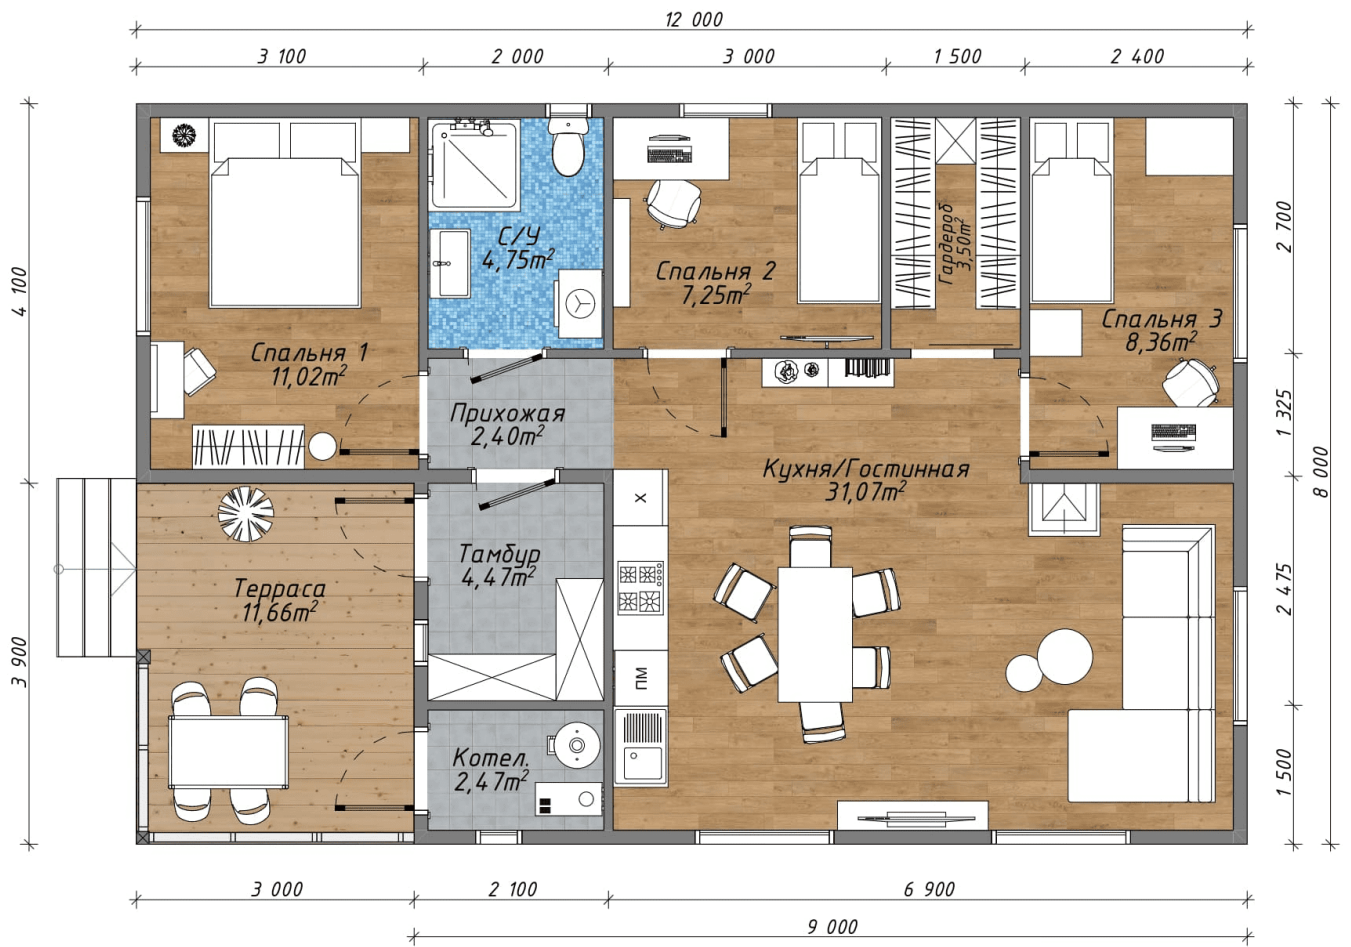 12 000
3 100
2 000
3 000
1 500
2 400
4 100
3 900
С/У
4,75m²
Спальня 2
7,25m²
Гардероб
3,50m²
Спальня 3
8,36m²
Спальня 1
11,02m²
Прихожая
2,40m²
Кухня/Гостинная
31,07m²
Х
Тамбур
4,47m²
Терраса
11,66m²
ПМ
Котел.
2,47m²
2 700
1 325
2 475
1 500
8 000
3 000
2 100
6 900
9 000